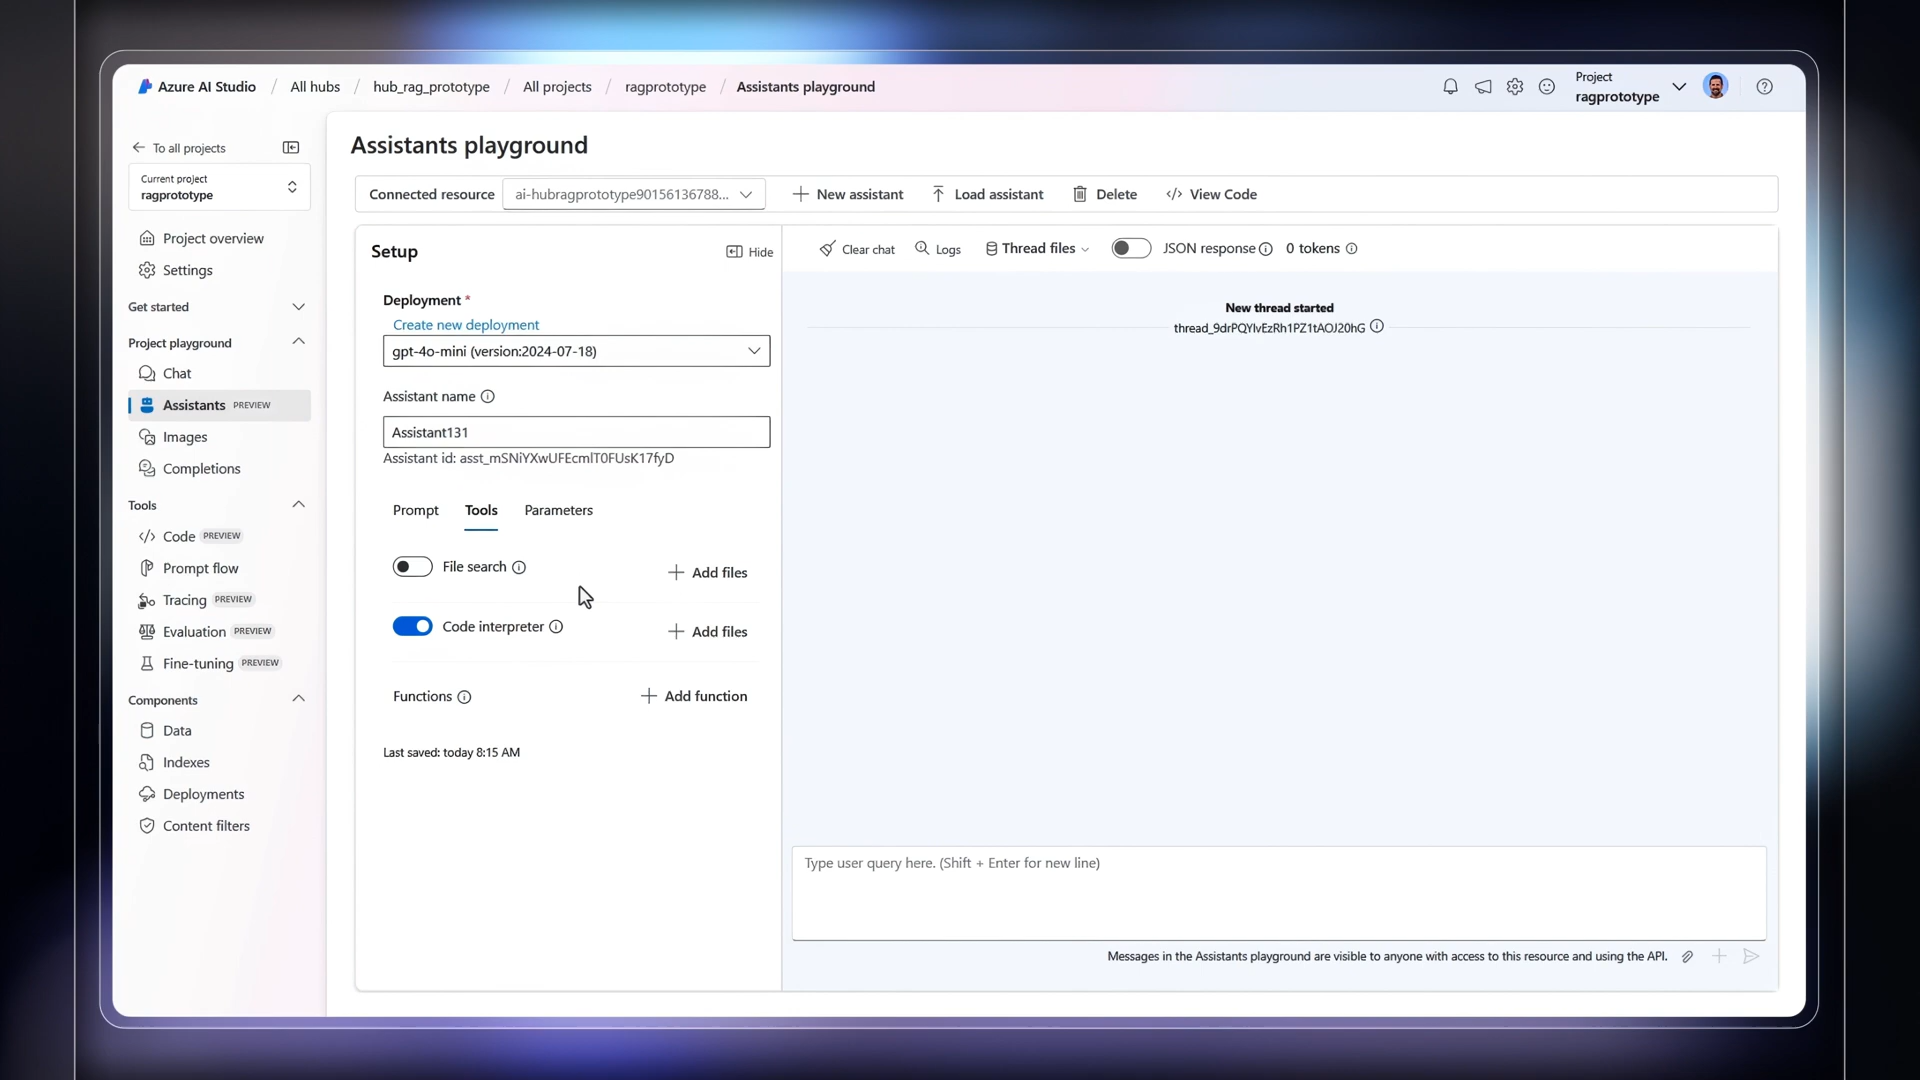 Azure AI Studio / All hubs / hub_rag_prototype / All projects / ragprototype / Assistants playground
Project
ragprototype
To all projects
Current project
ragprototype
Project overview
Settings
Get started
Project playground
Chat
Assistants PREVIEW
Images
Completions
Tools
Code PREVIEW
Prompt flow
Tracing PREVIEW
Evaluation PREVIEW
Fine-tuning PREVIEW
Components
Data
Indexes
Deployments
Content filters
Assistants playground
Connected resource ai-hubragprototype90156136788... New assistant Load assistant Delete View Code
Setup Hide
Deployment *
Create new deployment
gpt-4o-mini (version:2024-07-18)
Assistant name
Assistant131
Assistant id: asst_mSNiYXwUFEcmlT0FUsK17fyD
Prompt Tools Parameters
File search Add files
Code interpreter Add files
Functions Add function
Last saved: today 8:15 AM
Clear chat Logs Thread files JSON response 0 tokens
New thread started
thread_9drPQYlvEzRh1PZ1tAOJ20hG
Type user query here. (Shift + Enter for new line)
Messages in the Assistants playground are visible to anyone with access to this resource and using the API.